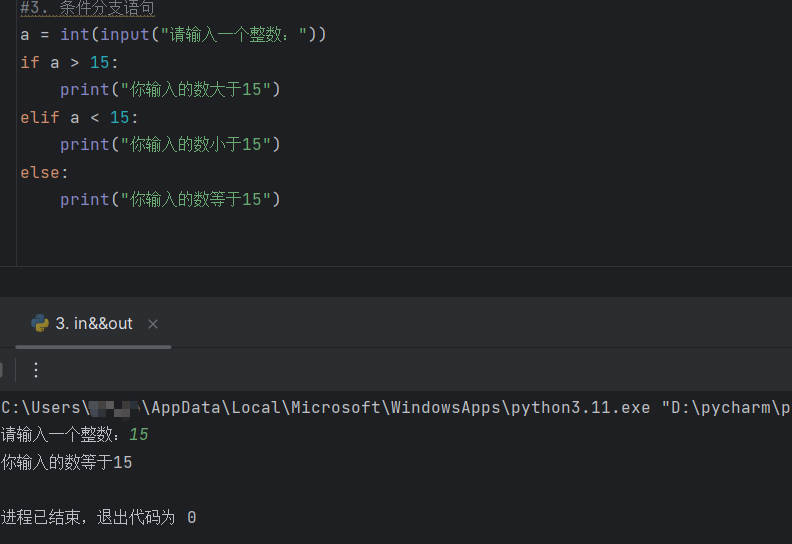 #3. 条件分支语句
a = int(input("请输入一个整数："))
if a > 15:
    print("你输入的数大于15")
elif a < 15:
    print("你输入的数小于15")
else:
    print("你输入的数等于15")
3. in&&out
C:\Users\ \AppData\Local\Microsoft\WindowsApps\python3.11.exe "D:\pycharm\p
请输入一个整数：15
你输入的数等于15
进程已结束，退出代码为 0